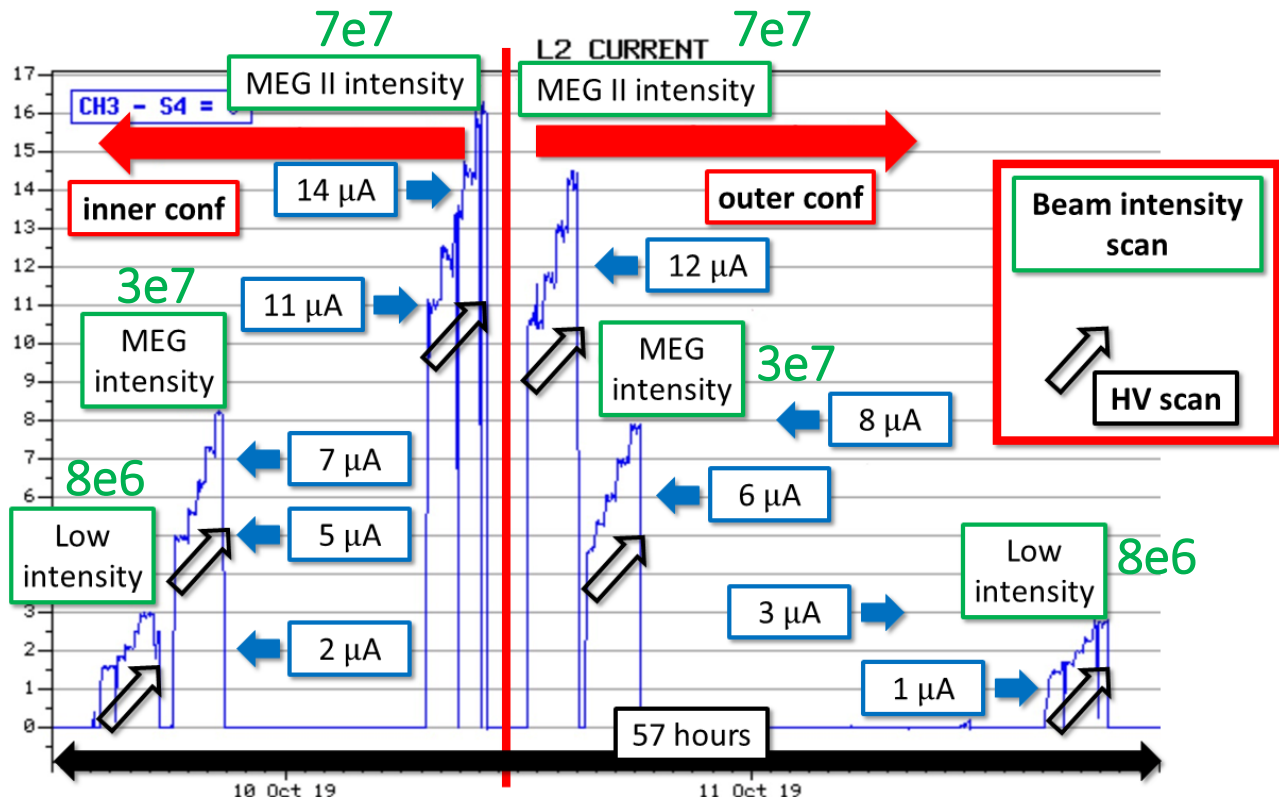 7e7
7e7
L2 CURRENT
17
MEG II intensity
MEG II intensity
16
CH3 - S4 =
15
14
14 μA
inner conf
outer conf
Beam intensity
scan
13
12
12 μA
3e7
11
11 μA
10
MEG
intensity
MEG
intensity
3e7
9
HV scan
8
8 μA
7
7 μA
8e6
6
6 μA
Low
intensity
5 μA
Low
intensity
8e6
3
3 μA
2
2 μA
1
1 μA
0
57 hours
10 Oct 19
11 Oct 19